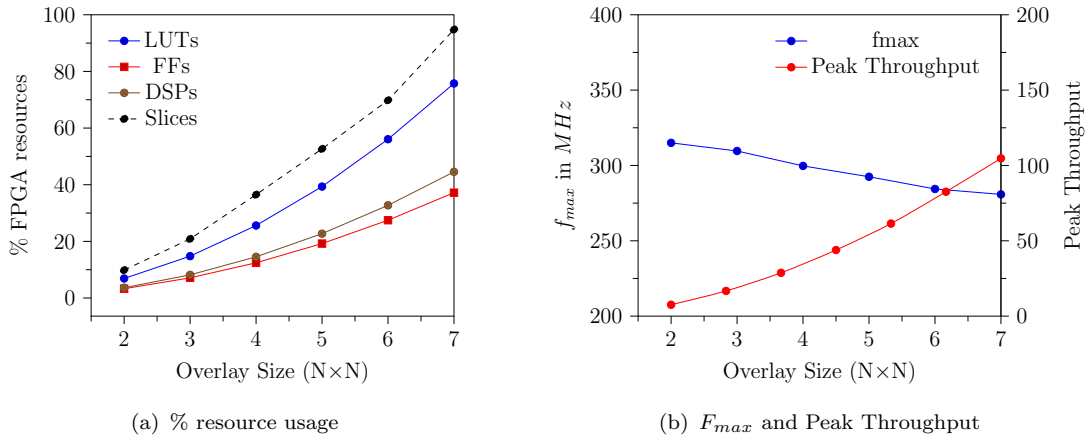 100
80
60
40
20
0
% FPGA resources
LUTs
FFs
DSPs
Slices
2 3 4 5 6 7
Overlay Size (N×N)
(a) % resource usage
400
350
300
250
200
f_max in MHz
fmax
Peak Throughput
200
150
100
50
0
Peak Throughput
2 3 4 5 6 7
Overlay Size (N×N)
(b) F_max and Peak Throughput